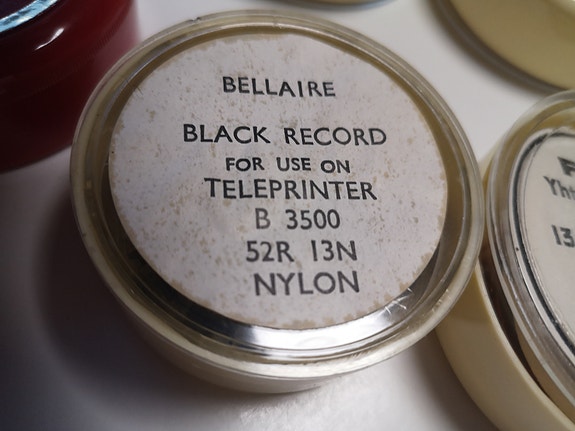 BELLAIRE
BLACK RECORD
FOR USE ON
TELEPRINTER
B 3500
52R 13N
NYLON